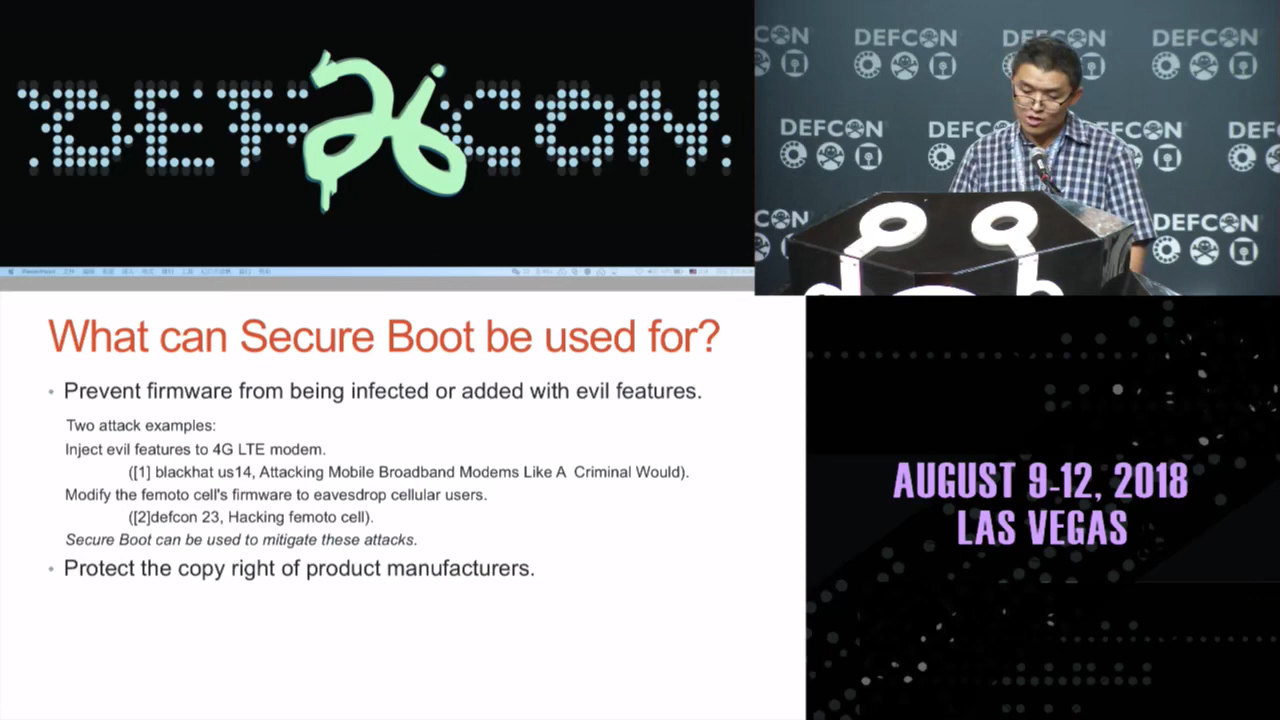 DEFCON
26
DEFCON
DEFCON
DEFCON
DEFCON
DEFCON
DEFCON
PowerPoint
What can Secure Boot be used for?
• Prevent firmware from being infected or added with evil features.
Two attack examples:
Inject evil features to 4G LTE modem.
([1] blackhat us14, Attacking Mobile Broadband Modems Like A Criminal Would).
Modify the femoto cell's firmware to eavesdrop cellular users.
([2]defcon 23, Hacking femoto cell).
Secure Boot can be used to mitigate these attacks.
• Protect the copy right of product manufacturers.
AUGUST 9-12, 2018
LAS VEGAS